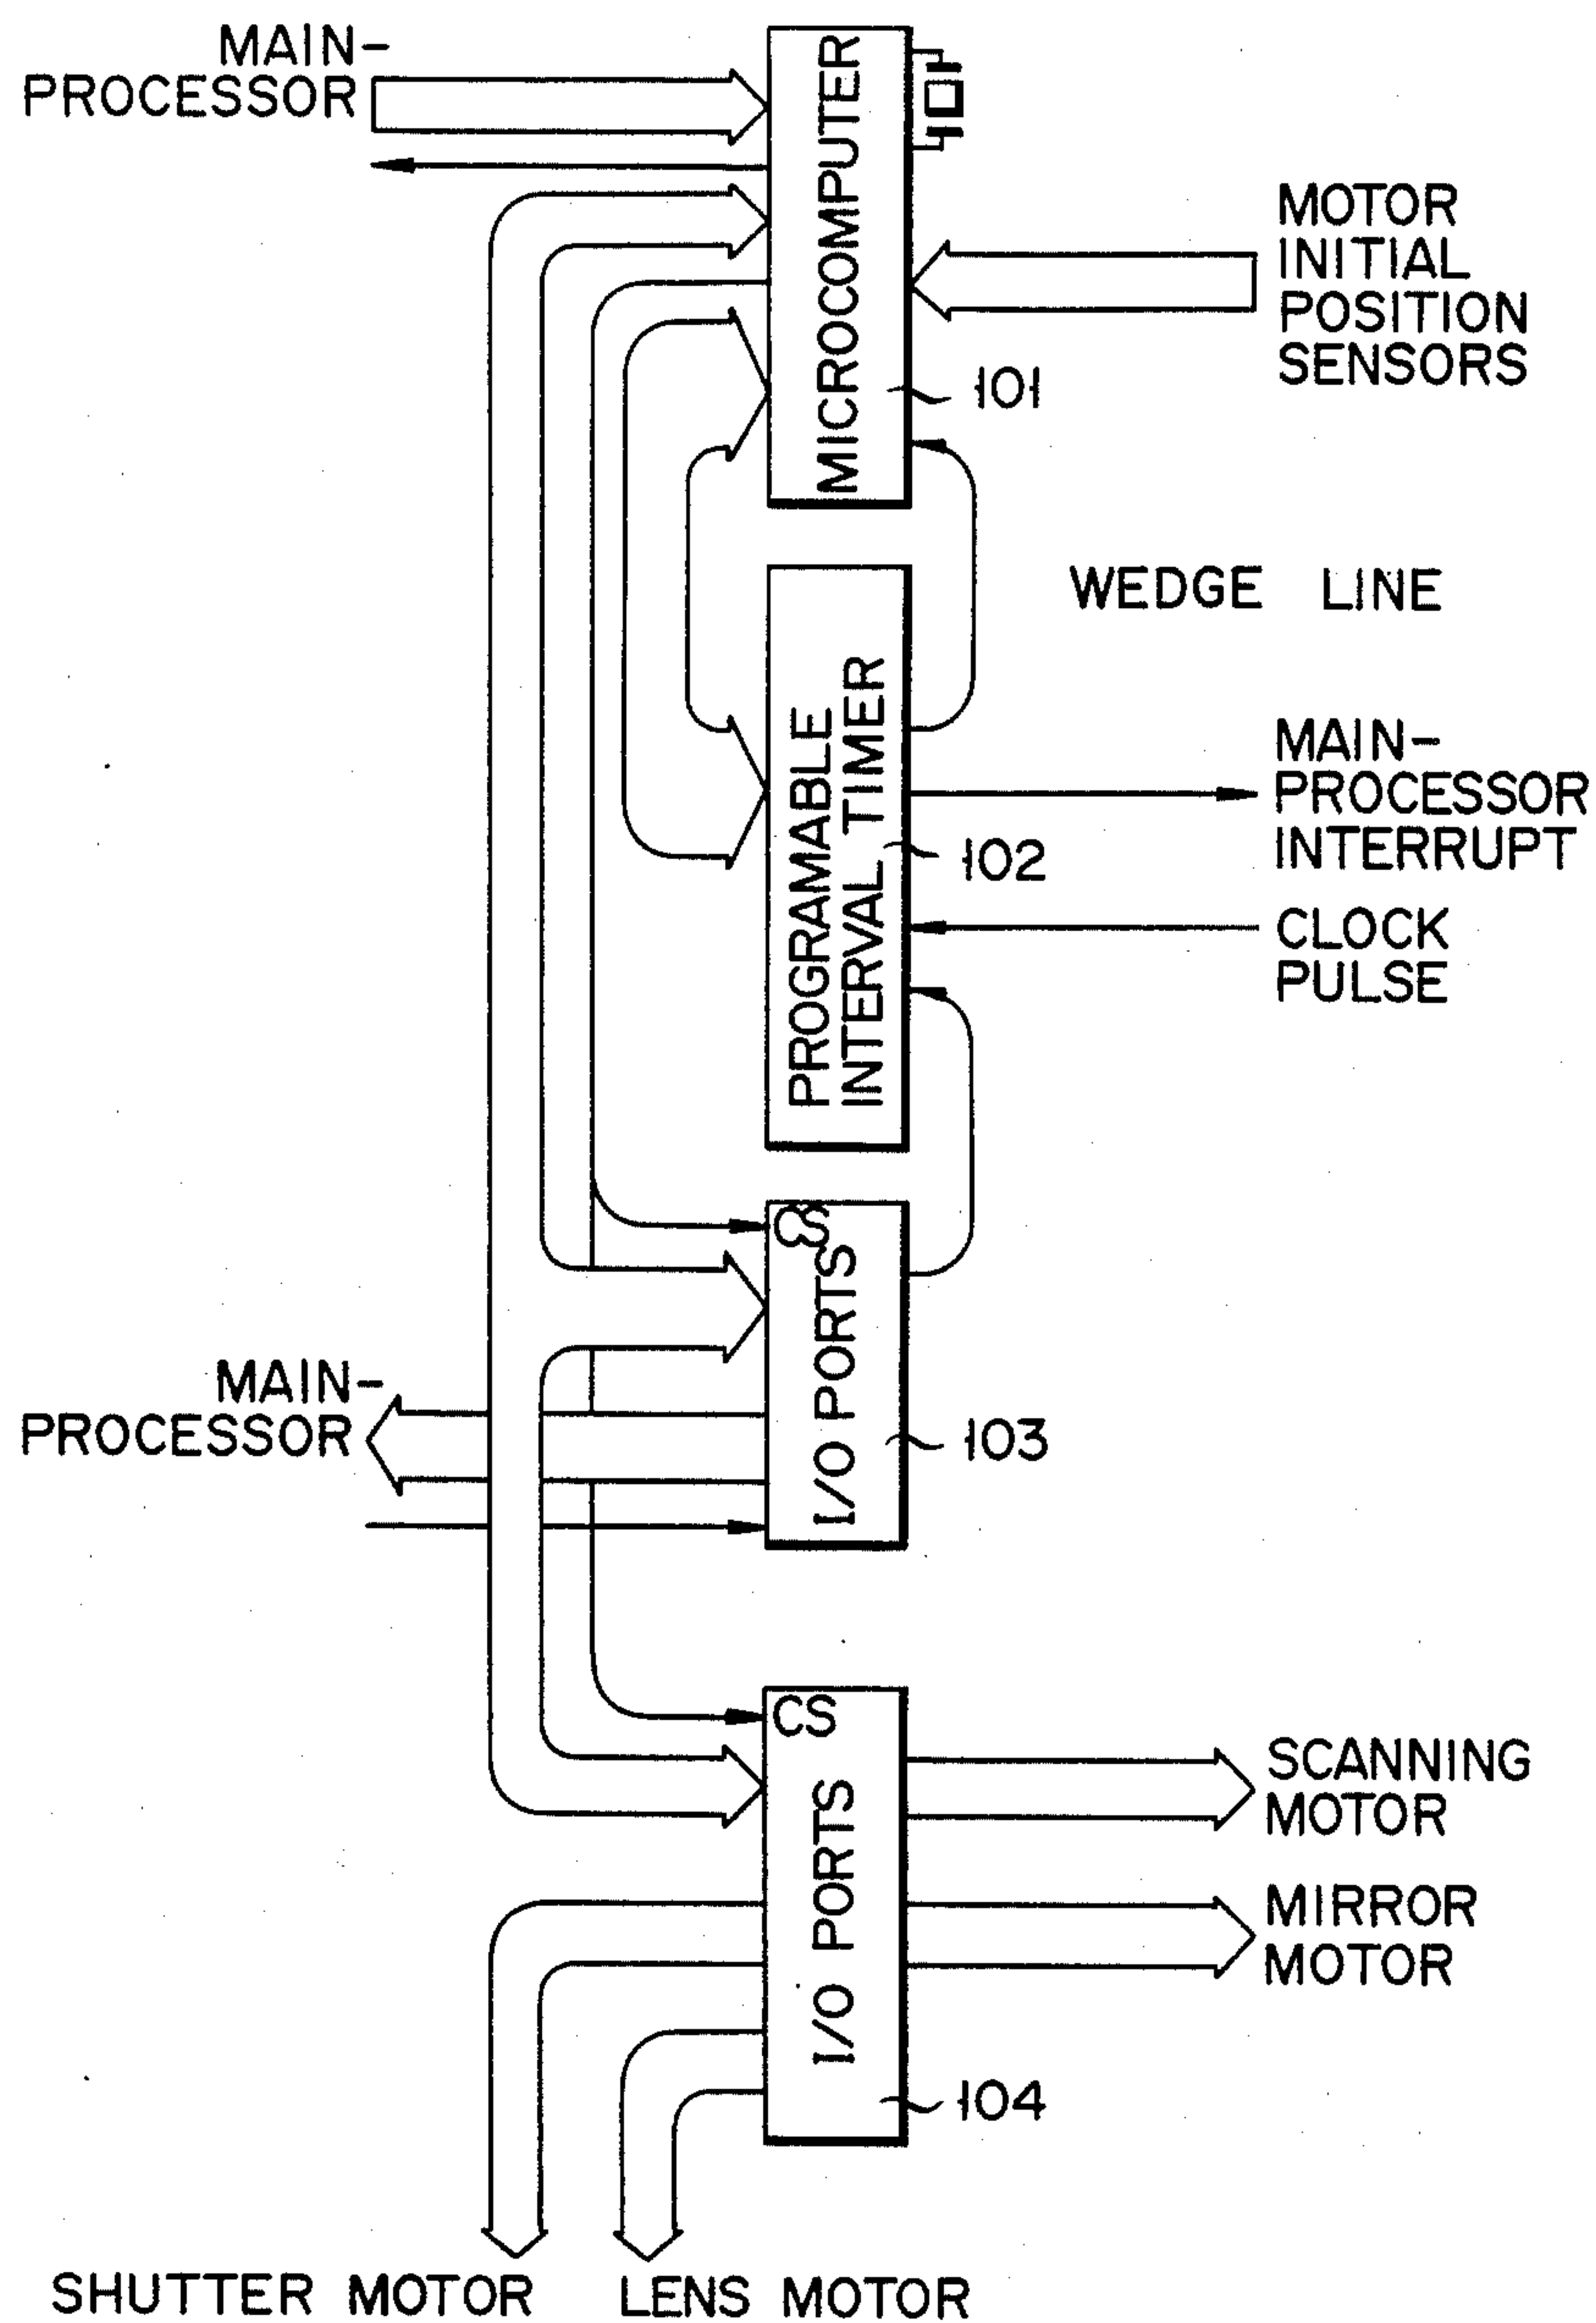 MAIN-
PROCESSOR
MICROCOMPUTER
MOTOR
INITIAL
POSITION
SENSORS
101
WEDGE LINE
PROGRAMABLE
INTERVAL TIMER
MAIN-
PROCESSOR
INTERRUPT
102
CLOCK
PULSE
CS
I/O PORTS
MAIN-
PROCESSOR
103
CS
I/O PORTS
SCANNING
MOTOR
MIRROR
MOTOR
104
SHUTTER MOTOR
LENS MOTOR